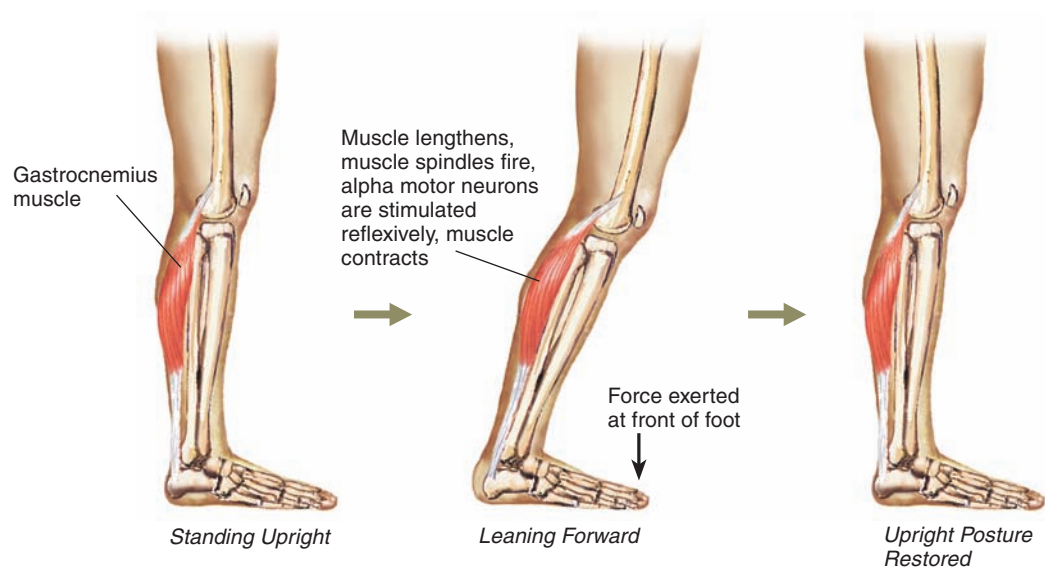 Gastrocnemius
muscle
Muscle lengthens,
muscle spindles fire,
alpha motor neurons
are stimulated
reflexively, muscle
contracts
Force exerted
at front of foot
Standing Upright
Leaning Forward
Upright Posture
Restored